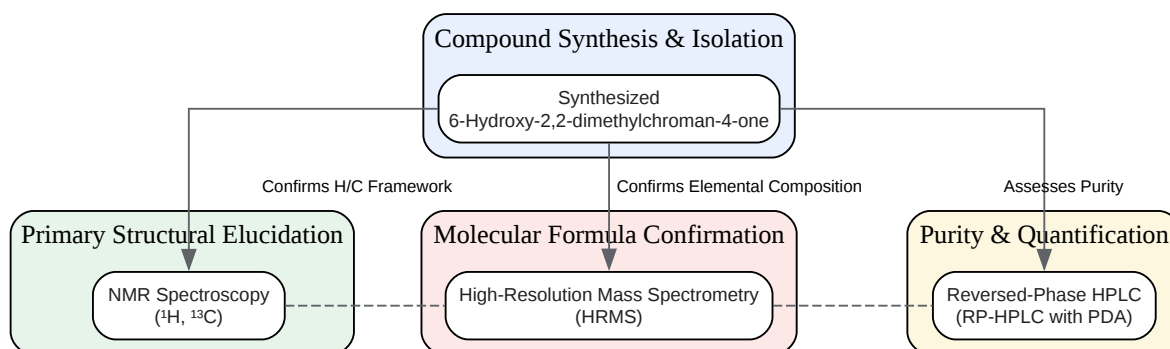 Compound Synthesis & Isolation
Synthesized
6-Hydroxy-2,2-dimethylchroman-4-one
Confirms H/C Framework
Confirms Elemental Composition
Assesses Purity
Primary Structural Elucidation
Molecular Formula Confirmation
Purity & Quantification
NMR Spectroscopy
(¹H, ¹³C)
High-Resolution Mass Spectrometry
(HRMS)
Reversed-Phase HPLC
(RP-HPLC with PDA)